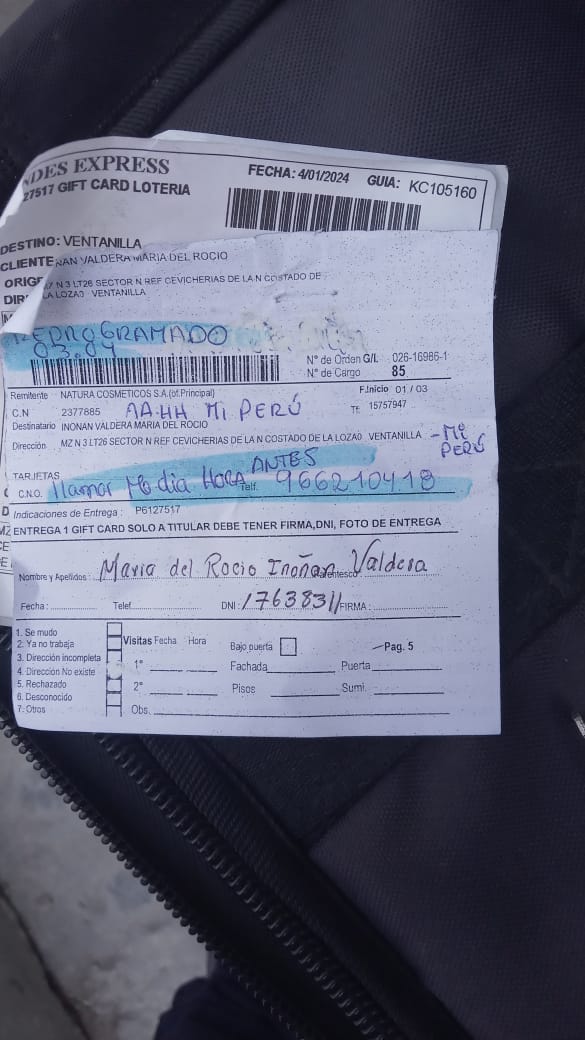 NDES EXPRESS
27517 GIFT CARD LOTERIA
FECHA: 4/01/2024 GUIA: KC105160
DESTINO: VENTANILLA
CLIENTE NAN VALDERA MARIA DEL ROCIO
ORIGE
N 3 LT26 SECTOR N REF CEVICHERIAS DE LA N COSTADO DE
DIR LA LOZA0 VENTANILLA
REPROGRAMADO
03.04
N° de Orden G/L 026-16986-1
N° de Cargo 85
Remitente NATURA COSMETICOS S.A.(of.Principal)
F.Inicio 01 / 03
C.N 2377885 AA.HH MI PERÚ Tf: 15757947
Destinatario INONAN VALDERA MARIA DEL ROCIO
Dirección MZ N 3 LT26 SECTOR N REF CEVICHERIAS DE LA N COSTADO DE LA LOZA0 VENTANILLA - Mi PERÚ
TARJETAS
C.N.O. llamar Media Hora ANTES Telf. 966210418
Indicaciones de Entrega : P6127517
ENTREGA 1 GIFT CARD SOLO A TITULAR DEBE TENER FIRMA,DNI, FOTO DE ENTREGA
Nombre y Apellidos : Maria del Rocio Inoñan Valdera
Fecha : Telef DNI : 17638311 FIRMA :
1. Se mudo
2. Ya no trabaja
3. Dirección incompleta
4. Dirección No existe
5. Rechazado
6. Desconocido
7. Otros
Visitas Fecha Hora Bajo puerta Pag. 5
1° Fachada Puerta
2° Pisos Sumi.
Obs.